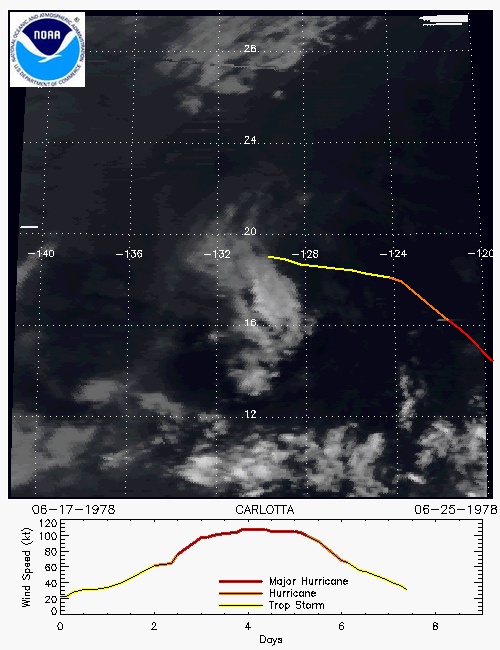 NOAA
NATIONAL OCEANIC AND ATMOSPHERIC ADMINISTRATION
U.S. DEPARTMENT OF COMMERCE
26
24
20
-140 -136 -132 -128 -124 -120
16
12
06-17-1978 CARLOTTA 06-25-1978
120
100
80
60
40
20
0
Wind Speed (kt)
Major Hurricane
Hurricane
Trop Storm
0 2 4 6 8
Days